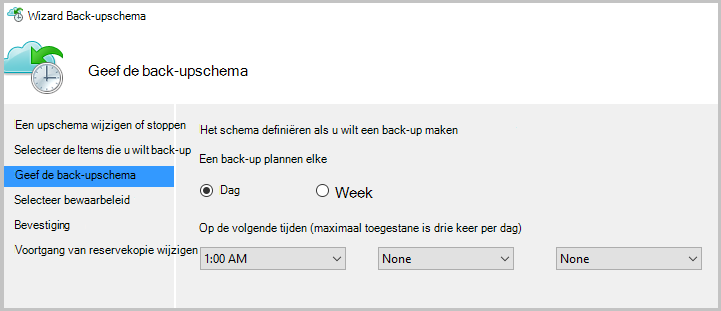 Wizard Back-upschema
Geef de back-upschema
Een upschema wijzigen of stoppen
Selecteer de Items die u wilt back-up
Geef de back-upschema
Selecteer bewaarbeleid
Bevestiging
Voortgang van reservekopie wijzigen
Het schema definiëren als u wilt een back-up maken
Een back-up plannen elke
Dag Week
Op de volgende tijden (maximaal toegestane is drie keer per dag)
1:00 AM None None